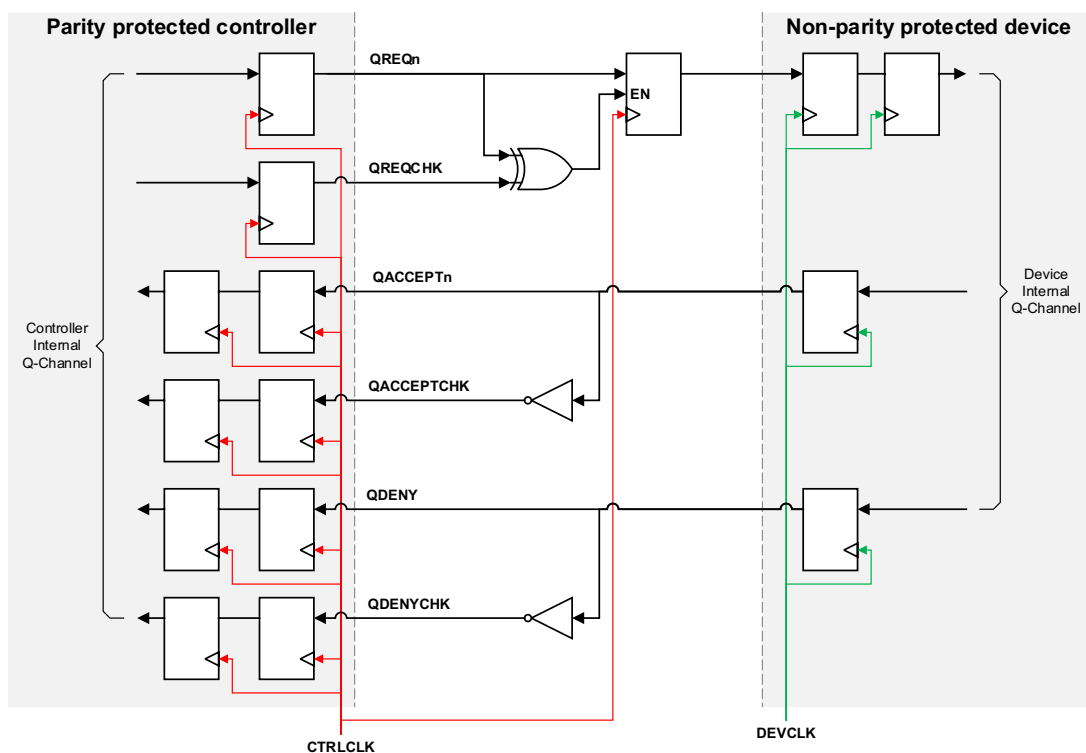 Parity protected controller
Non-parity protected device
QREQn
EN
QREQCHK
QACCEPTn
Controller
Internal
Q-Channel
Device
Internal
Q-Channel
QACCEPTCHK
QDENY
QDENYCHK
CTRLCLK
DEVCLK